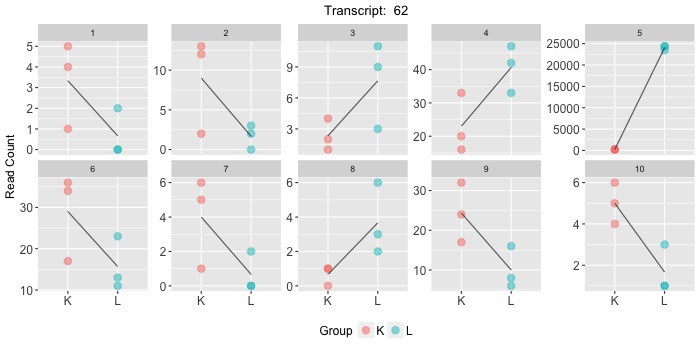 Transcript: 62
1 2 3 4 5
5 10 9 40 25000
4 5 6 30 20000
3 0 3 20 15000
2 10000
1 5000
0 0
Read Count
6 7 8 9 10
30 6 6 30 6
20 4 4 20 4
10 2 2 10 2
0 0
K L K L K L K L K L
Group K L